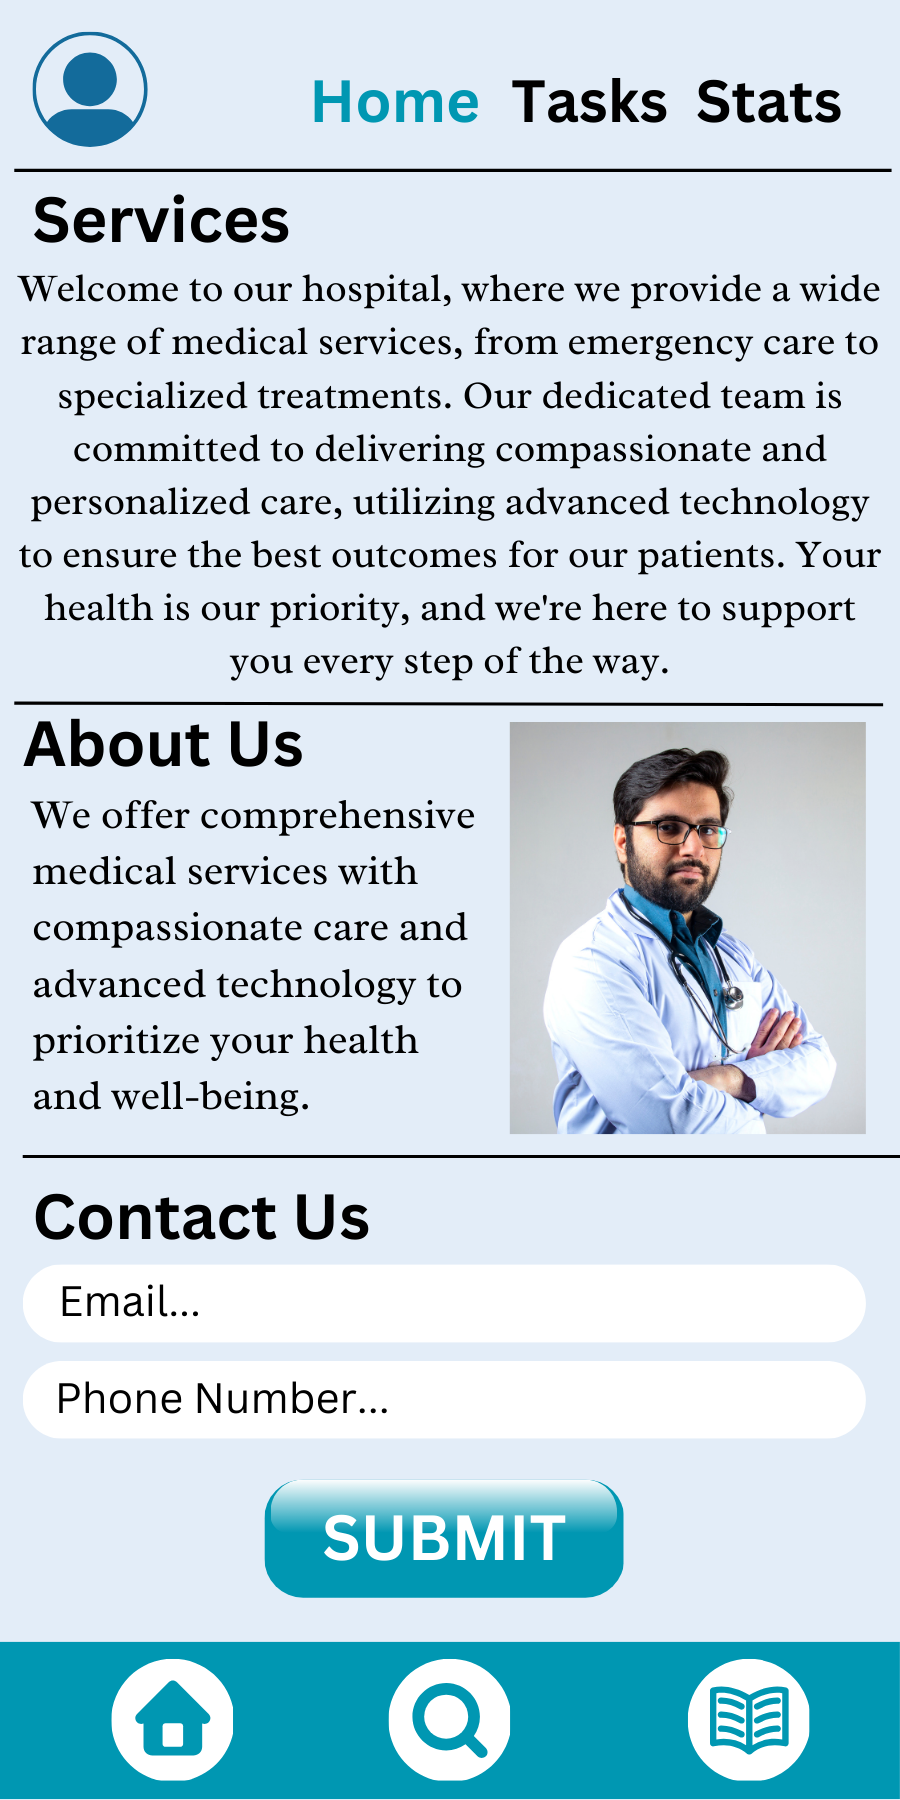 Home Tasks Stats
Services
Welcome to our hospital, where we provide a wide
range of medical services, from emergency care to
specialized treatments. Our dedicated team is
committed to delivering compassionate and
personalized care, utilizing advanced technology
to ensure the best outcomes for our patients. Your
health is our priority, and we're here to support
you every step of the way.
About Us
We offer comprehensive
medical services with
compassionate care and
advanced technology to
prioritize your health
and well-being.
Contact Us
Email...
Phone Number...
SUBMIT